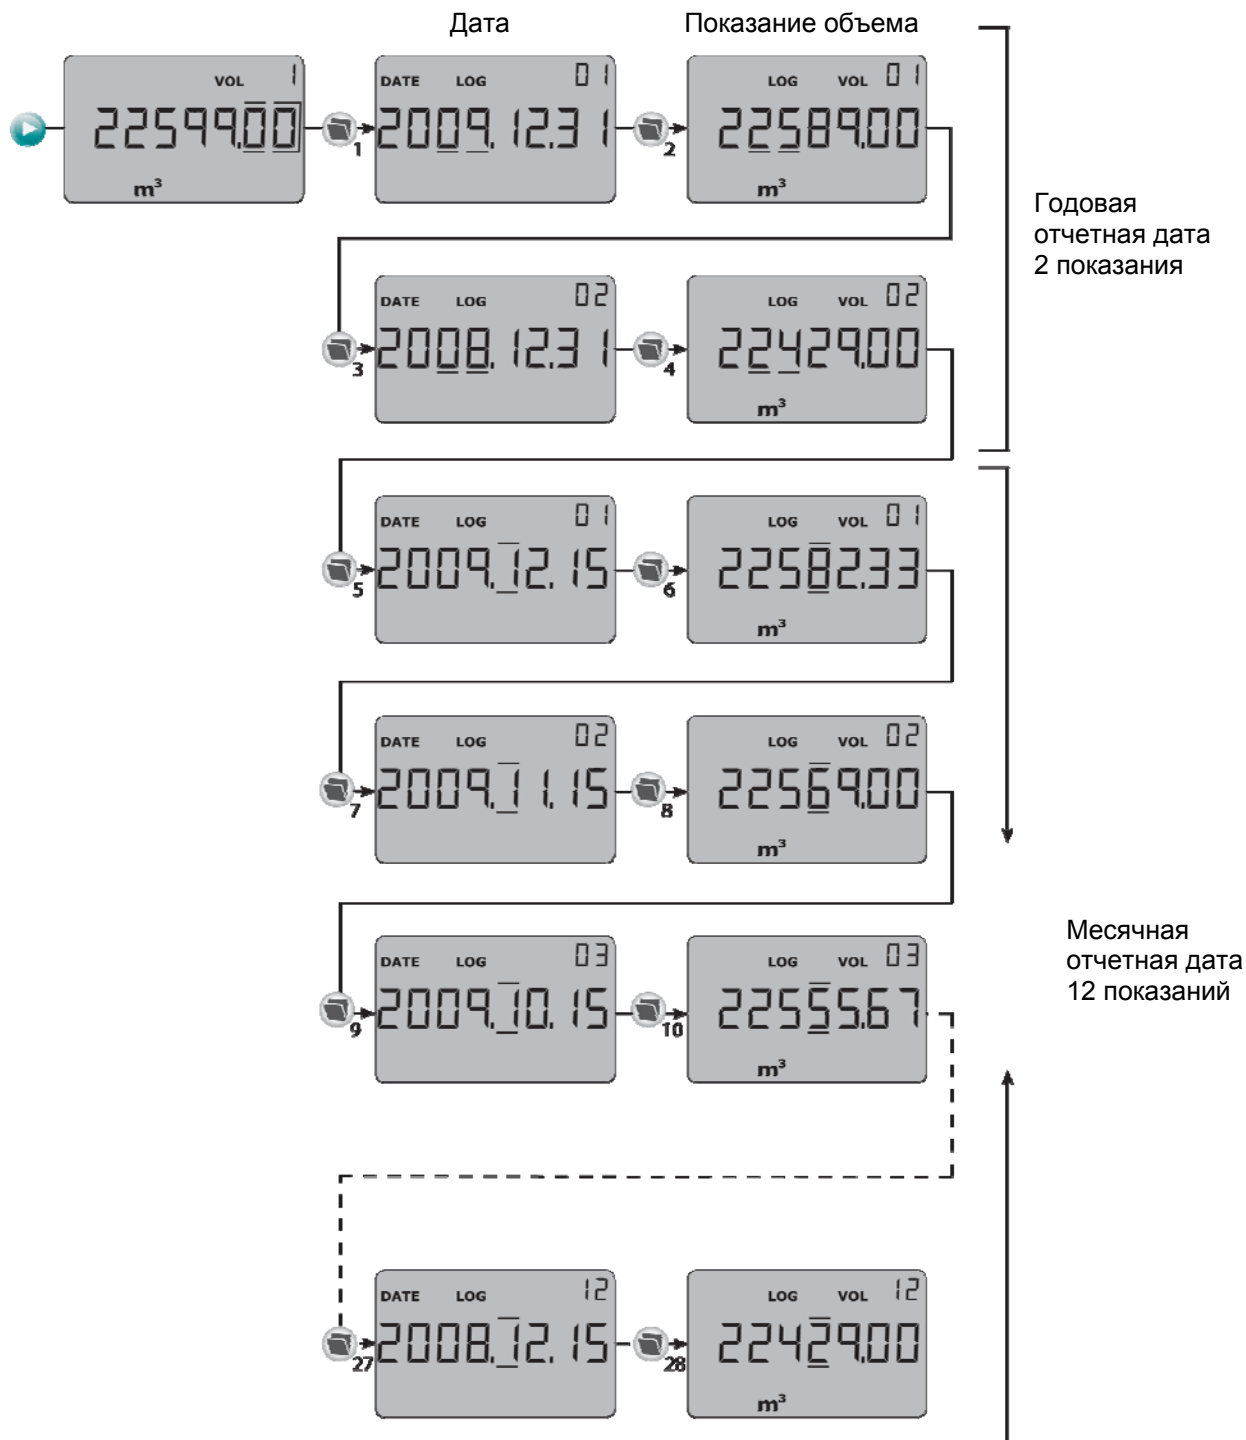 Дата
Показание объема
VOL 1
22599.00
m³
1
DATE LOG 01
2009.12.31
2
LOG VOL 01
22589.00
m³
Годовая
отчетная дата
2 показания
3
DATE LOG 02
2008.12.31
4
LOG VOL 02
22429.00
m³
5
DATE LOG 01
2009.12.15
6
LOG VOL 01
22582.33
m³
7
DATE LOG 02
2009.11.15
8
LOG VOL 02
22569.00
m³
9
DATE LOG 03
2009.10.15
10
LOG VOL 03
22555.67
m³
Месячная
отчетная дата
12 показаний
27
DATE LOG 12
2008.12.15
28
LOG VOL 12
22429.00
m³